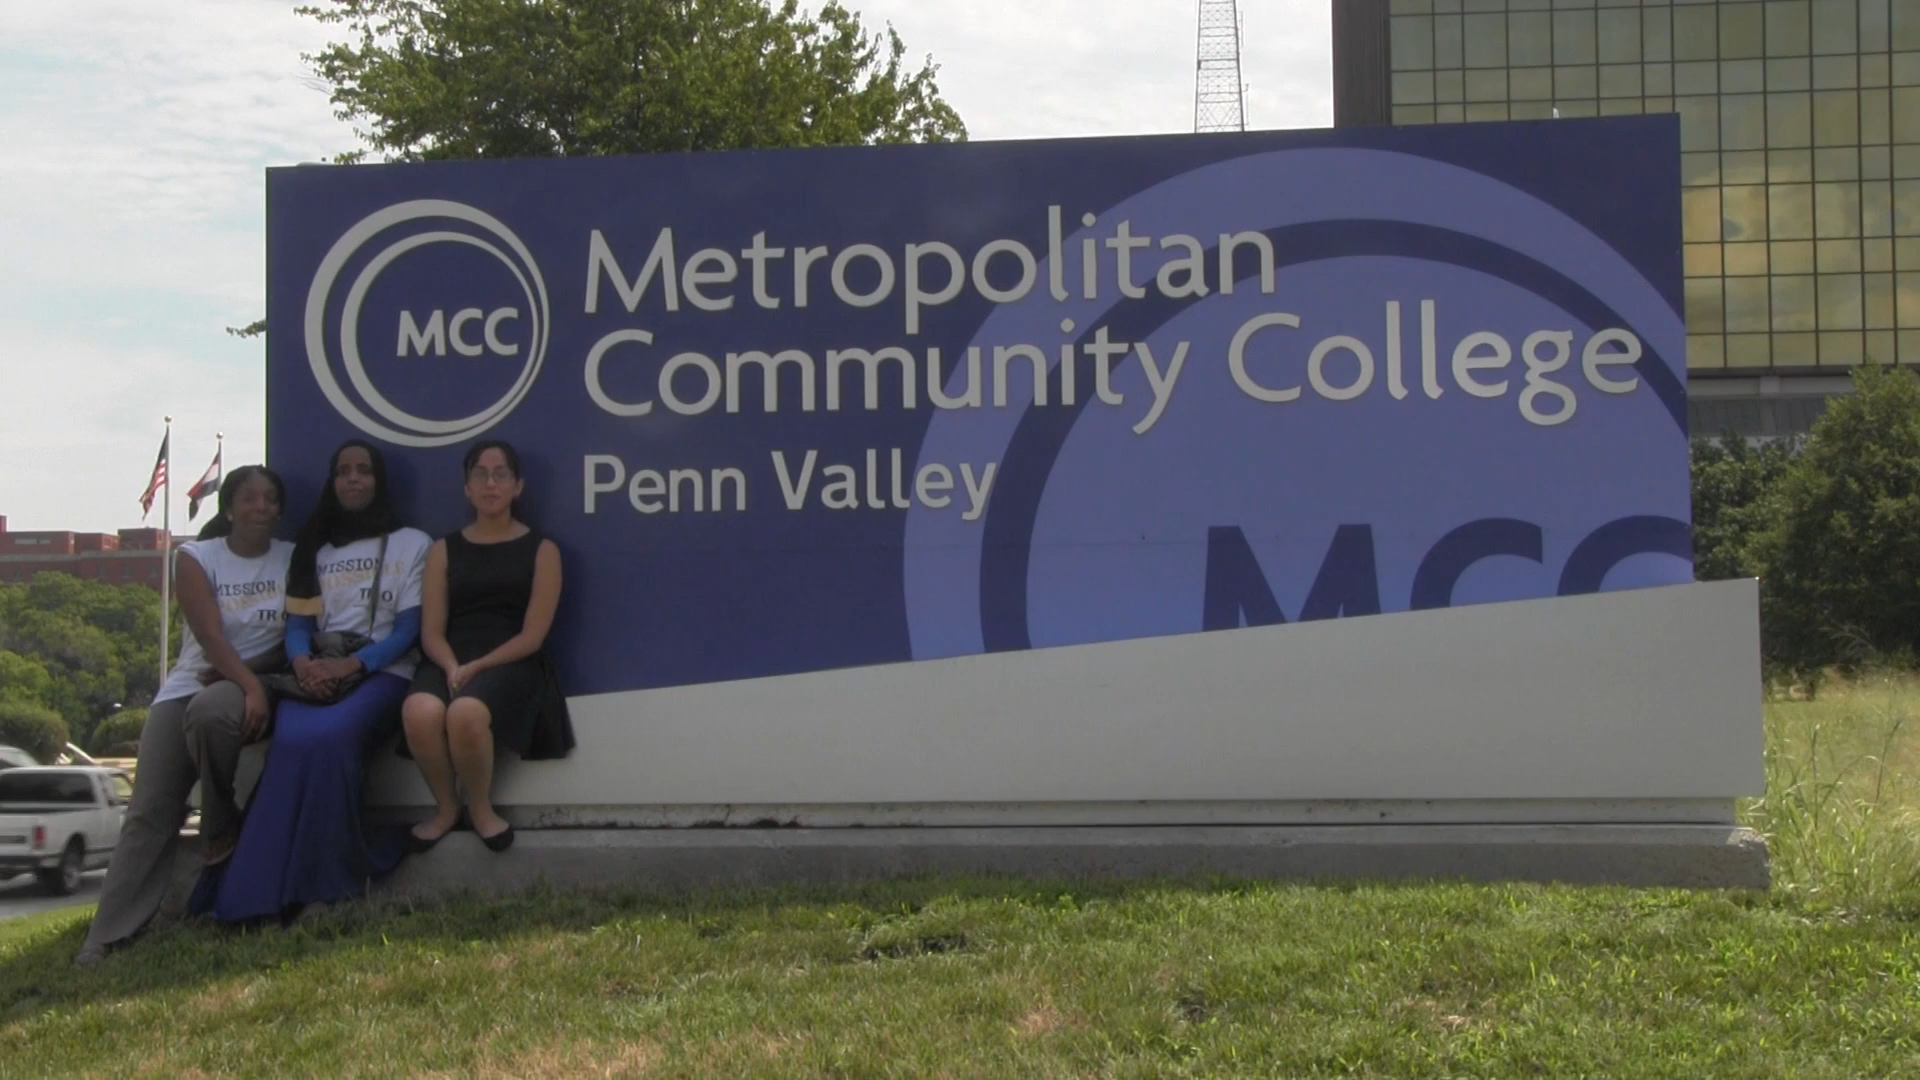 MCC
Metropolitan
Community College
Penn Valley
MCC
MISSION
MISSION